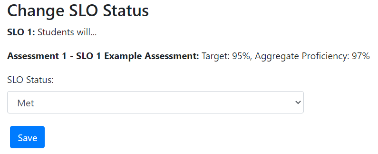 Change SLO Status
SLO 1: Students will...
Assessment 1 - SLO 1 Example Assessment: Target: 95%, Aggregate Proficiency: 97%
SLO Status:
Met
Save